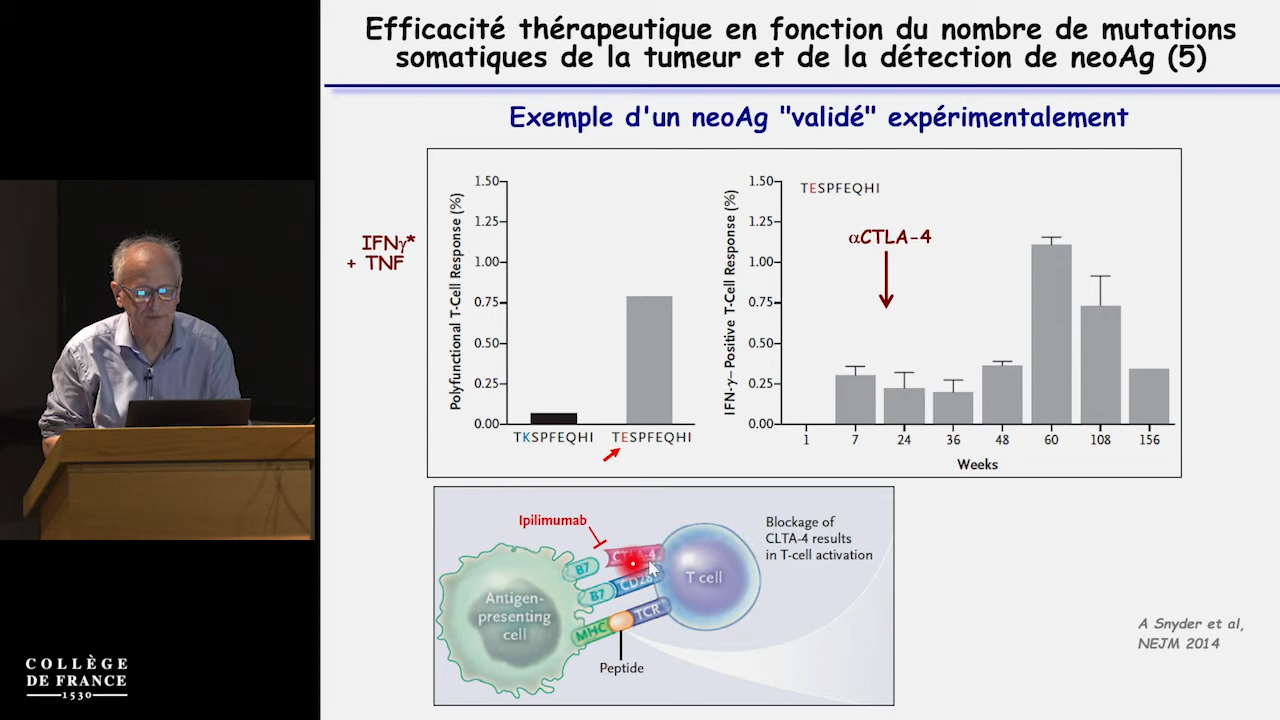 Efficacité thérapeutique en fonction du nombre de mutations
somatiques de la tumeur et de la détection de neoAg (5)
Exemple d'un neoAg "validé" expérimentalement
IFNγ*
+ TNF
Polyfunctional T-Cell Response (%)
1.50
1.25
1.00
0.75
0.50
0.25
0.00
TKSPFEQHI
TESPFEQHI
IFN-γ–Positive T-Cell Response (%)
1.50
1.25
1.00
0.75
0.50
0.25
0.00
TESPFEQHI
αCTLA-4
1 7 24 36 48 60 108 156
Weeks
Ipilimumab
B7
CTLA-4
B7
CD28
MHC
TCR
T cell
Antigen-
presenting
cell
Peptide
Blockage of
CLTA-4 results
in T-cell activation
A Snyder et al,
NEJM 2014
COLLÈGE
DE FRANCE
1530